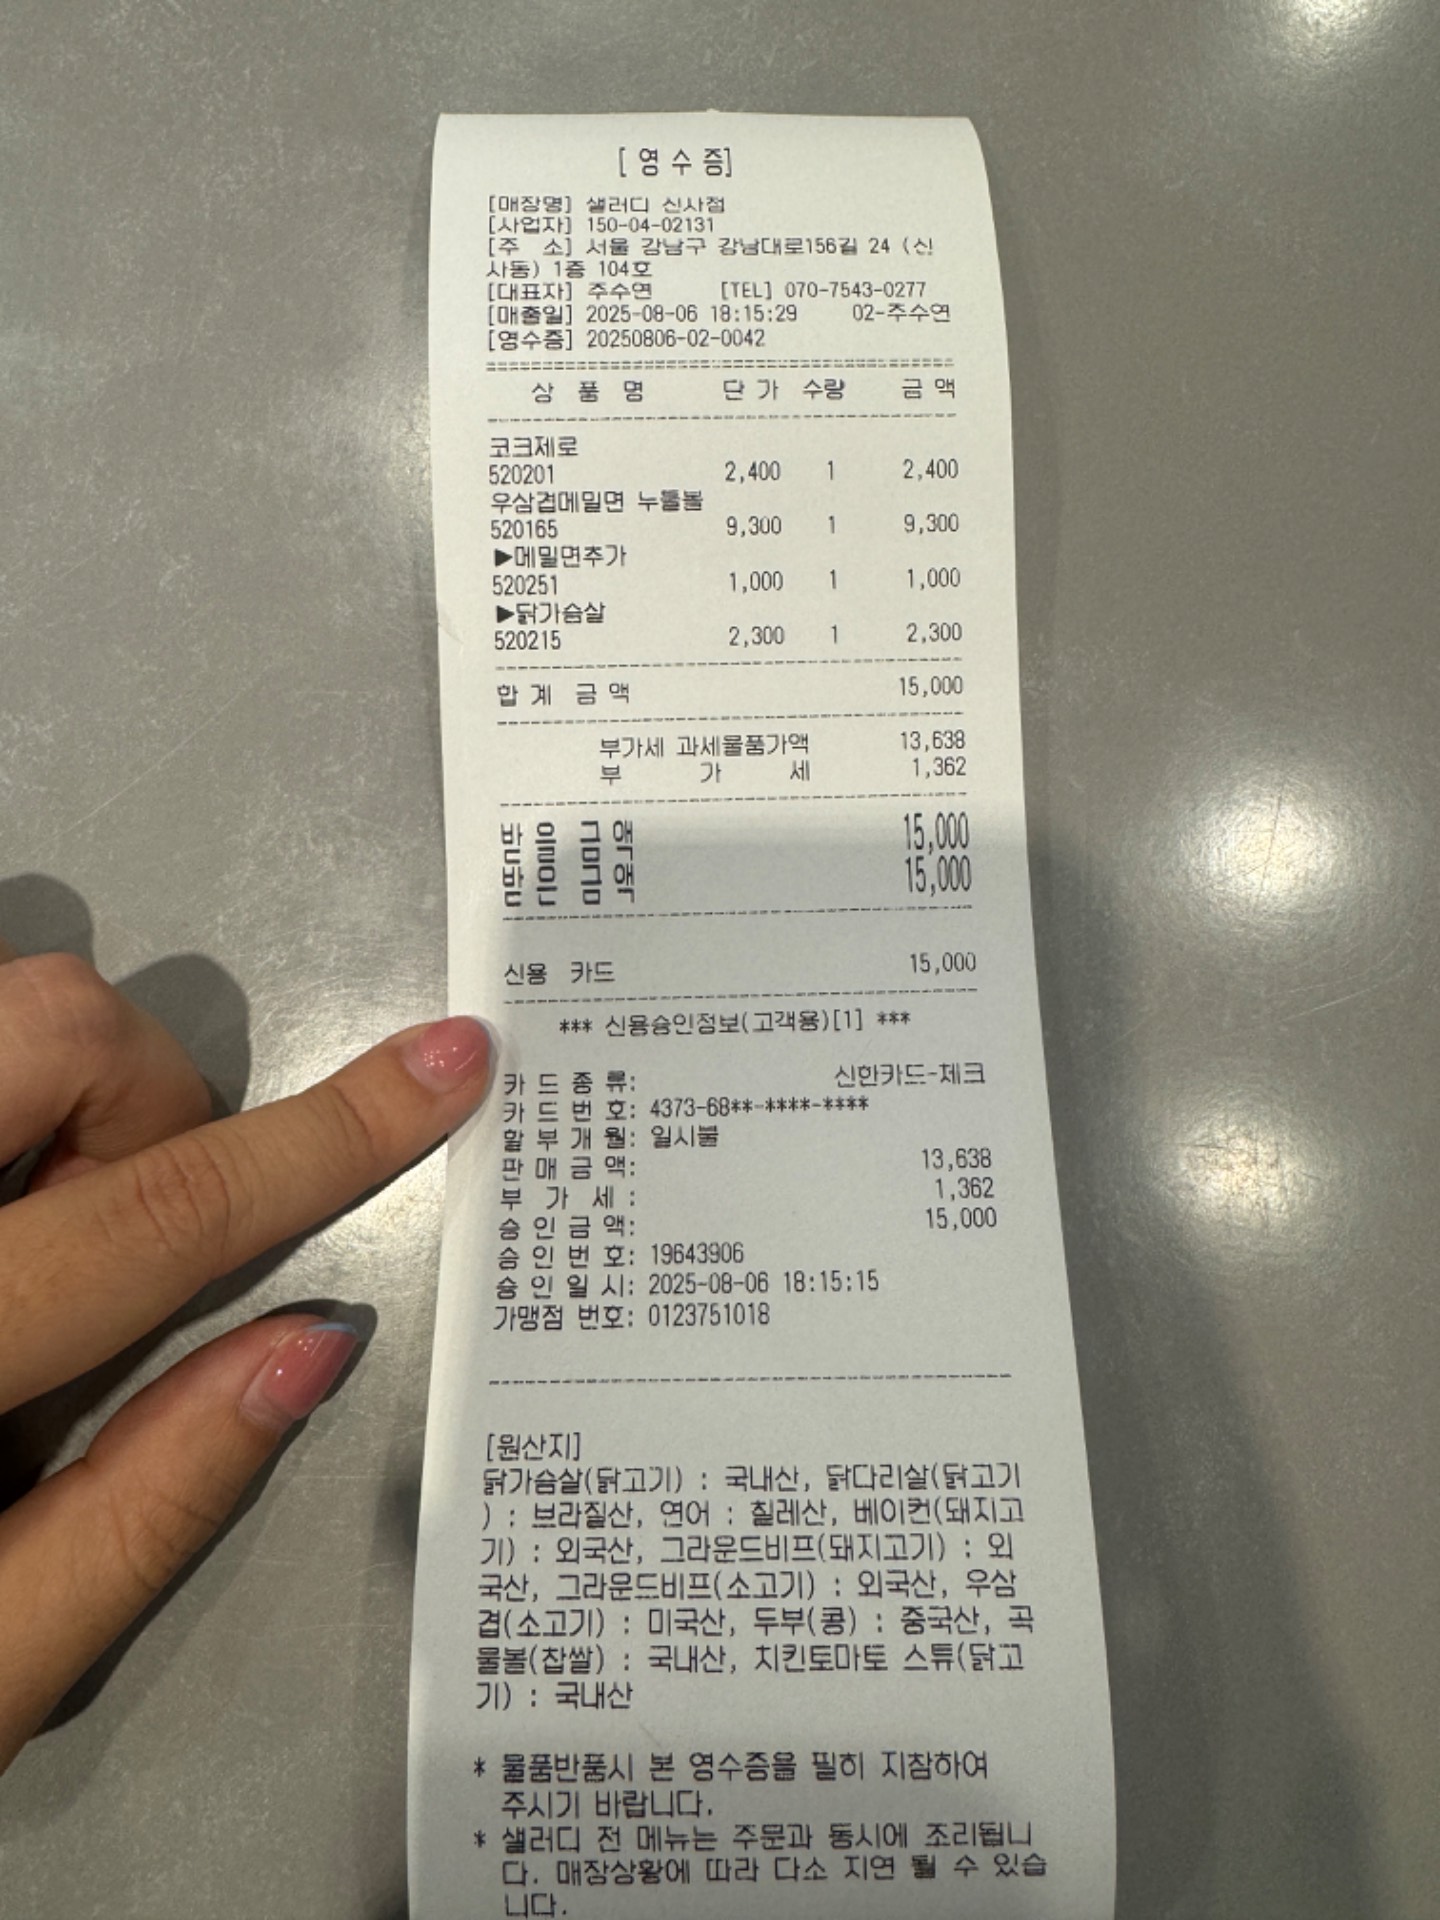 [ 영 수 증]
[매장명] 샐러디 신사점
[사업자] 150-04-02131
[주 소] 서울 강남구 강남대로156길 24 (신
사동) 1층 104호
[대표자] 주수연 [TEL] 070-7543-0277
[매출일] 2025-08-06 18:15:29 02-주수연
[영수증] 20250806-02-0042
상 품 명 단 가 수량 금 액
코크제로
520201 2,400 1 2,400
우삼겹메밀면 누들볼
520165 9,300 1 9,300
▶메밀면추가
520251 1,000 1 1,000
▶닭가슴살
520215 2,300 1 2,300
합 계 금 액 15,000
부가세 과세물품가액 13,638
부 가 세 1,362
받 을 금 액 15,000
받 은 금 액 15,000
신용 카드 15,000
*** 신용승인정보(고객용)[1] ***
카 드 종 류: 신한카드-체크
카 드 번 호: 4373-68**-****-****
할 부 개 월: 일시불
판 매 금 액: 13,638
부 가 세 : 1,362
승 인 금 액: 15,000
승 인 번 호: 19643906
승 인 일 시: 2025-08-06 18:15:15
가맹점 번호: 0123751018
[원산지]
닭가슴살(닭고기) : 국내산, 닭다리살(닭고기
) : 브라질산, 연어 : 칠레산, 베이컨(돼지고
기) : 외국산, 그라운드비프(돼지고기) : 외
국산, 그라운드비프(소고기) : 외국산, 우삼
겹(소고기) : 미국산, 두부(콩) : 중국산, 곡
물볼(찹쌀) : 국내산, 치킨토마토 스튜(닭고
기) : 국내산
* 물품반품시 본 영수증을 필히 지참하여
주시기 바랍니다.
* 샐러디 전 메뉴는 주문과 동시에 조리됩니
다. 매장상황에 따라 다소 지연 될 수 있습
니다.